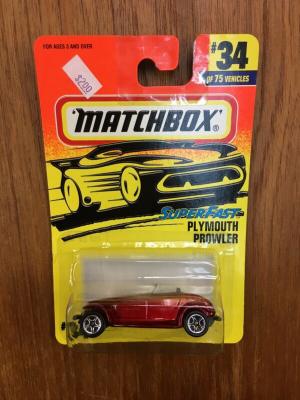 FOR AGES 3 AND OVER
$2.00
#34
OF 75 VEHICLES
MATCHBOX®
SUPERFAST
PLYMOUTH
PROWLER